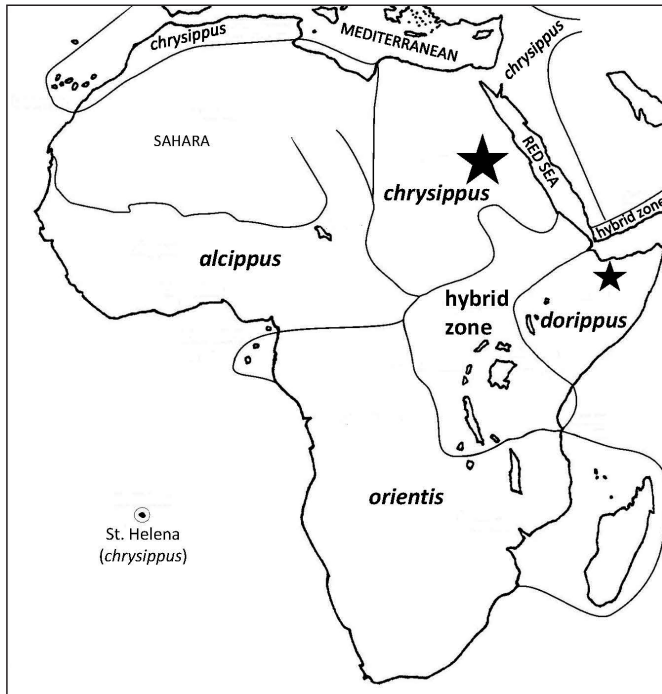 chrysippus
MEDITERRANEAN
chrysippus
SAHARA
RED SEA
chrysippus
hybrid zone
alcippus
hybrid
zone
dorippus
orientis
St. Helena
(chrysippus)